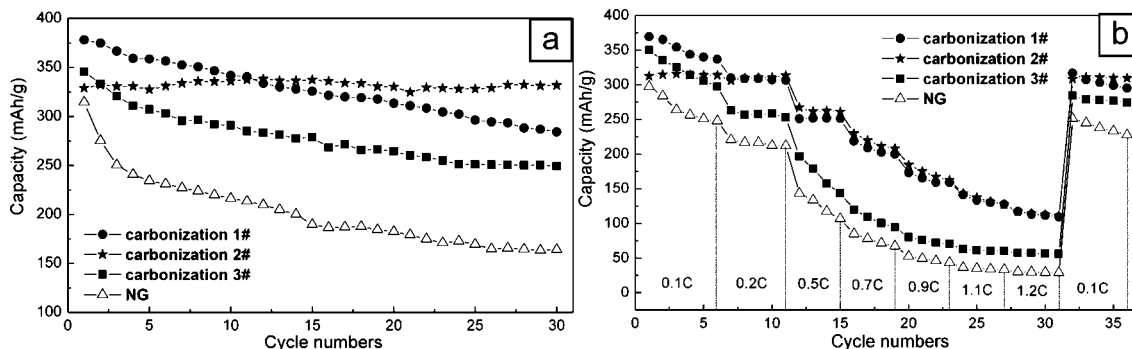 a
Capacity (mAh/g)
400
350
300
250
200
150
100
carbonization 1#
carbonization 2#
carbonization 3#
NG
0 5 10 15 20 25 30
Cycle numbers
b
Capacity (mAh/g)
400
350
300
250
200
150
100
50
0
carbonization 1#
carbonization 2#
carbonization 3#
NG
0.1C 0.2C 0.5C 0.7C 0.9C 1.1C 1.2C 0.1C
0 5 10 15 20 25 30 35
Cycle numbers